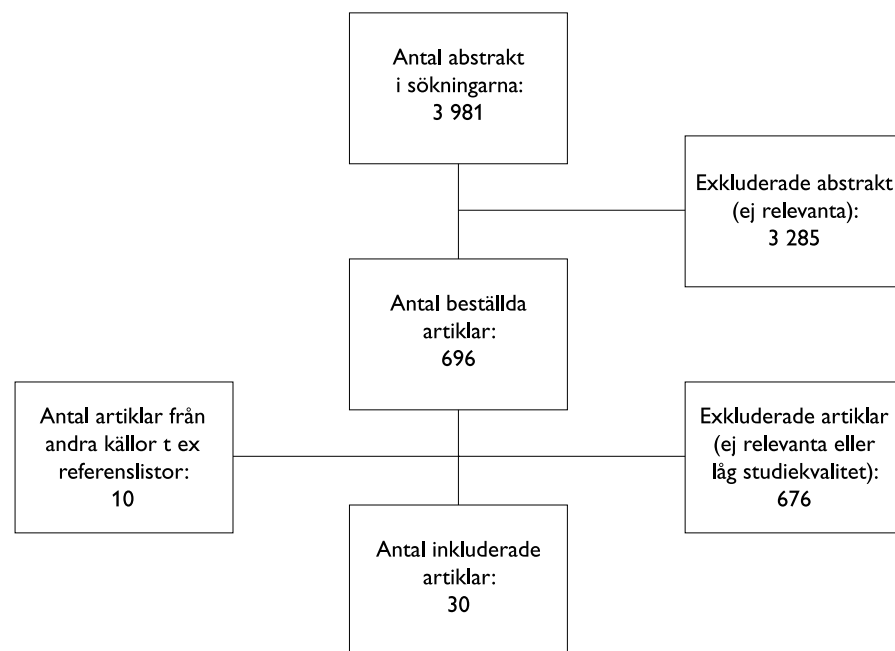 Antal abstrakt
i sökningarna:
3 981
Exkluderade abstrakt
(ej relevanta):
3 285
Antal beställda
artiklar:
696
Antal artiklar från
andra källor t ex
referenslistor:
10
Exkluderade artiklar
(ej relevanta eller
låg studiekvalitet):
676
Antal inkluderade
artiklar:
30